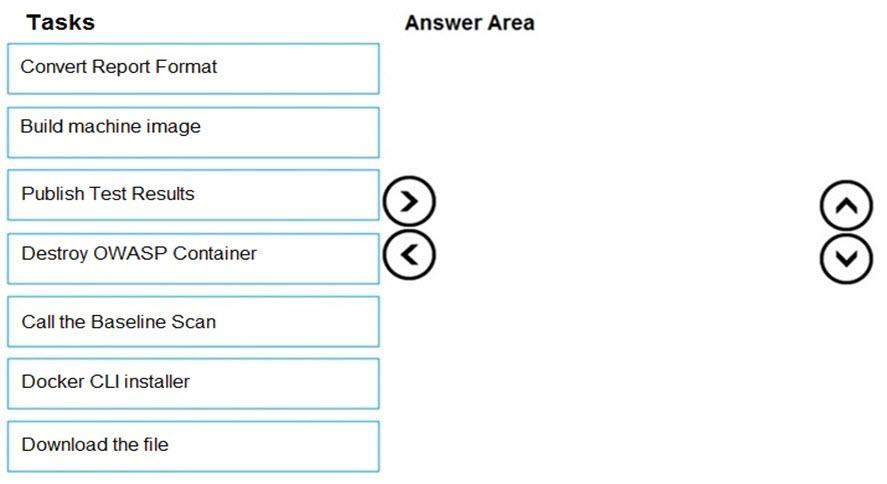 Tasks
Answer Area
Convert Report Format
Build machine image
Publish Test Results
Destroy OWASP Container
Call the Baseline Scan
Docker CLI installer
Download the file